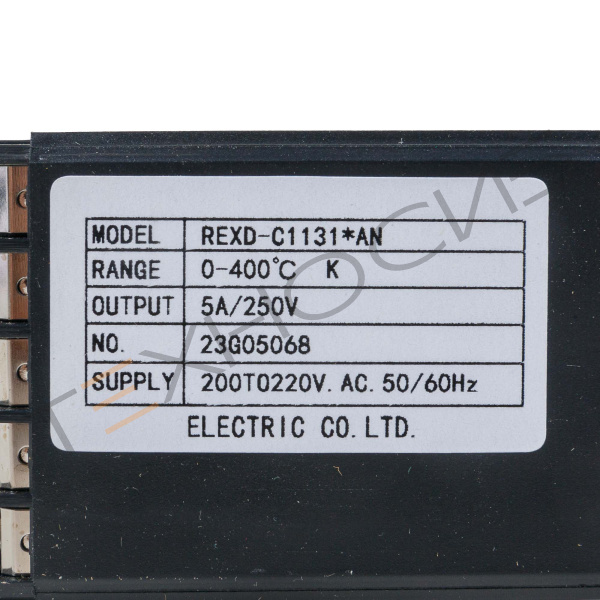 MODEL REXD-C1131*AN
RANGE 0-400℃ K
OUTPUT 5A/250V
NO. 23G05068
SUPPLY 200TO220V.AC.50/60Hz
ELECTRIC CO.LTD.
ТЕХНОСИЗ